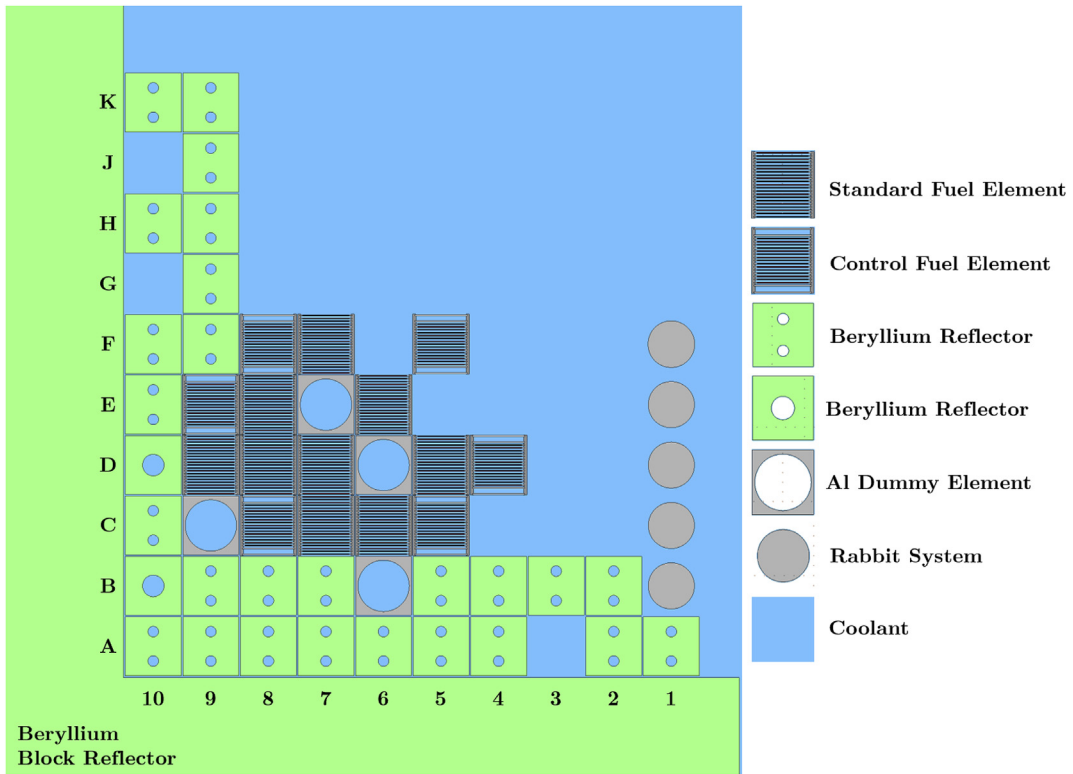 K
J
H
G
F
E
D
C
B
A
10 9 8 7 6 5 4 3 2 1
Beryllium
Block Reflector
Standard Fuel Element
Control Fuel Element
Beryllium Reflector
Beryllium Reflector
Al Dummy Element
Rabbit System
Coolant